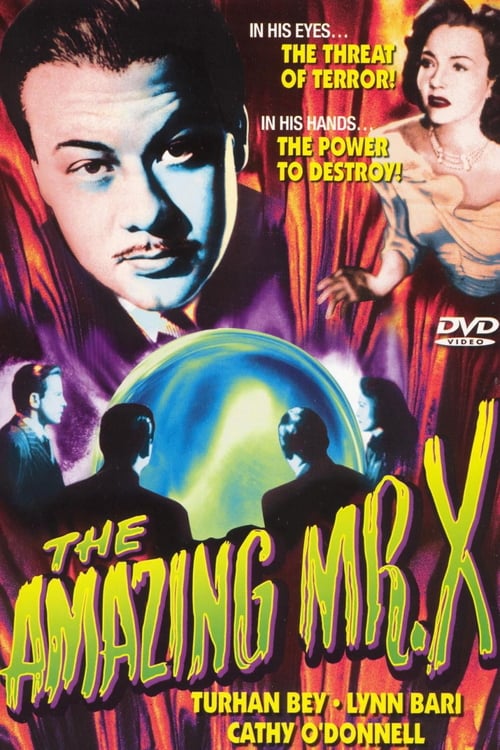 IN HIS EYES...
THE THREAT
OF TERROR!
IN HIS HANDS...
THE POWER
TO DESTROY!
DVD
VIDEO
THE
AMAZING MR. X
TURHAN BEY • LYNN BARI
CATHY O'DONNELL